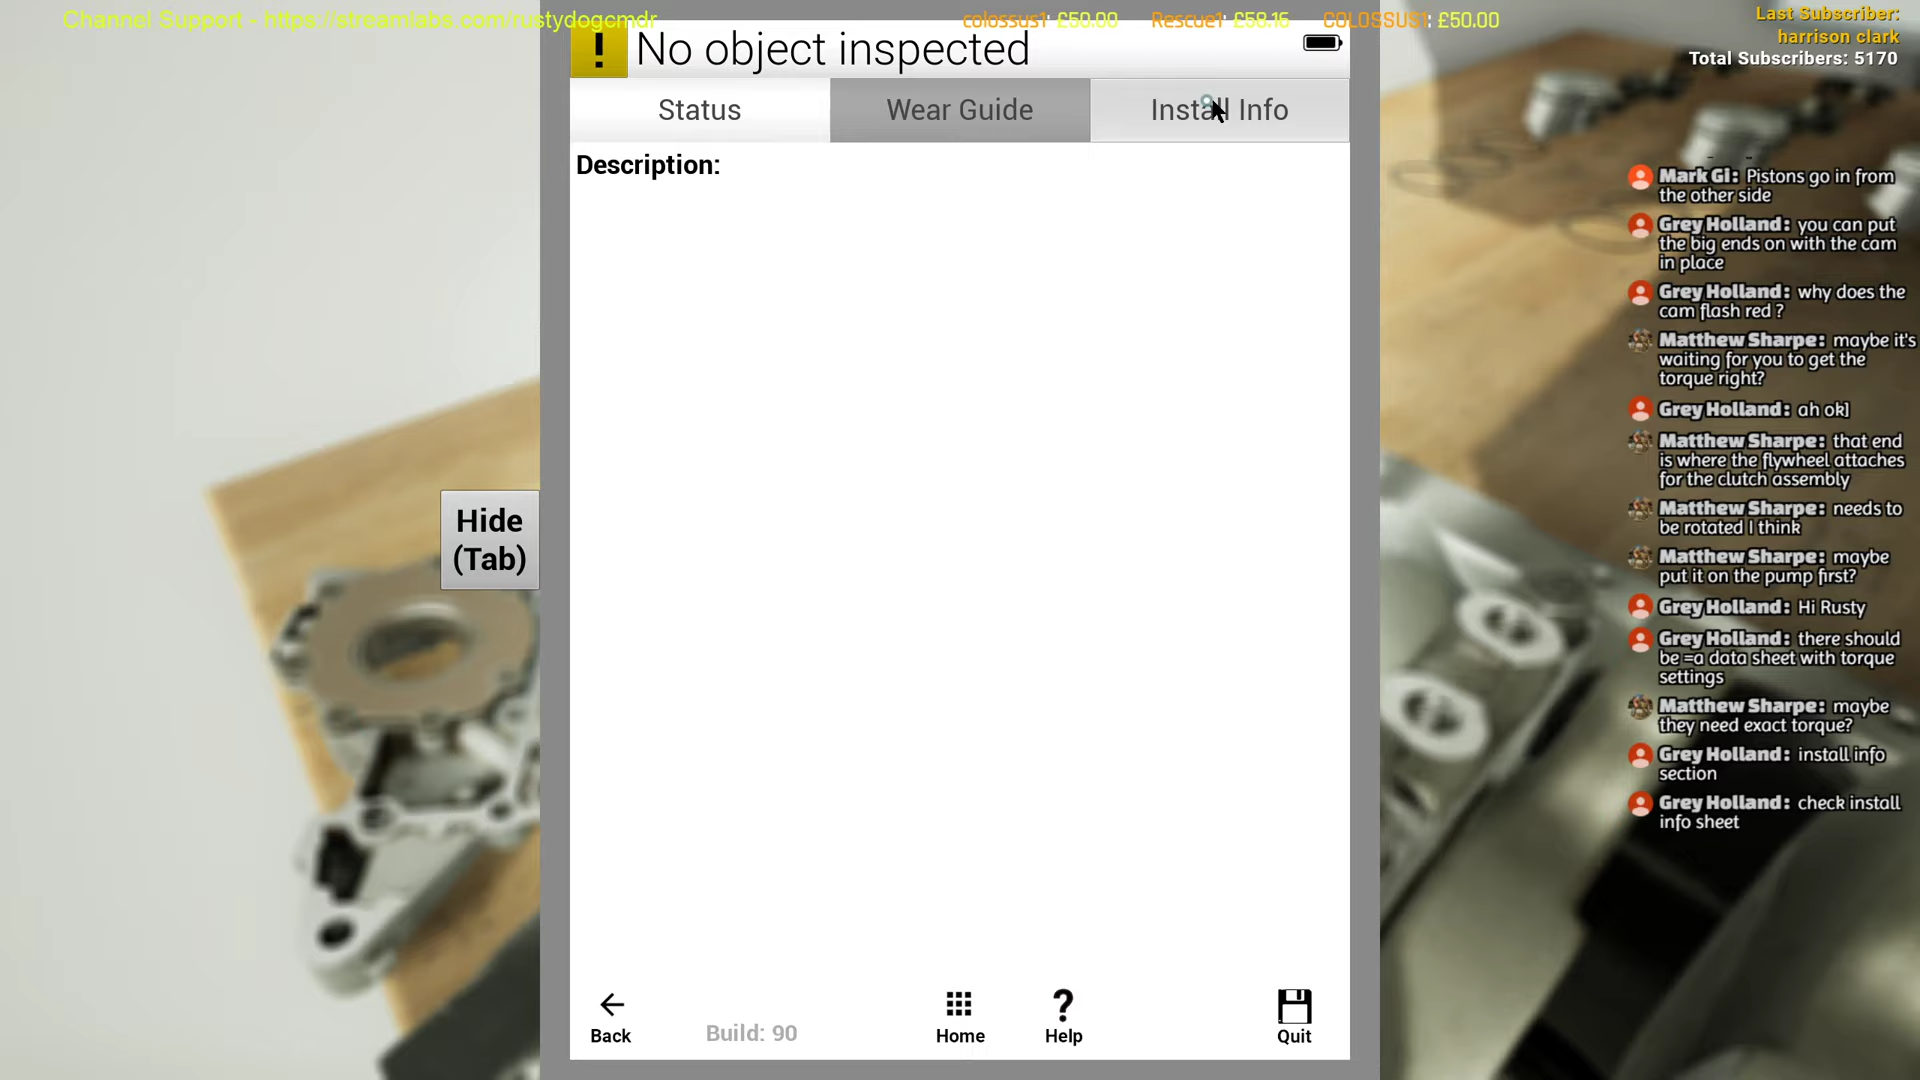 Channel Support - https://streamlabs.com/rustydogcmdr
colossus1: £50.00 Rescue1: £58.16 COLOSSUS1: £50.00
Last Subscriber:
harrison clark
Total Subscribers: 5170
! No object inspected
Status Wear Guide Install Info
Description:
Hide
(Tab)
Mark Gi: Pistons go in from
the other side
Grey Holland: you can put
the big ends on with the cam
in place
Grey Holland: why does the
cam flash red ?
Matthew Sharpe: maybe it's
waiting for you to get the
torque right?
Grey Holland: ah ok]
Matthew Sharpe: that end
is where the flywheel attaches
for the clutch assembly
Matthew Sharpe: needs to
be rotated I think
Matthew Sharpe: maybe
put it on the pump first?
Grey Holland: Hi Rusty
Grey Holland: there should
be =a data sheet with torque
settings
Matthew Sharpe: maybe
they need exact torque?
Grey Holland: install info
section
Grey Holland: check install
info sheet
Back
Build: 90
Home
? Help
Quit